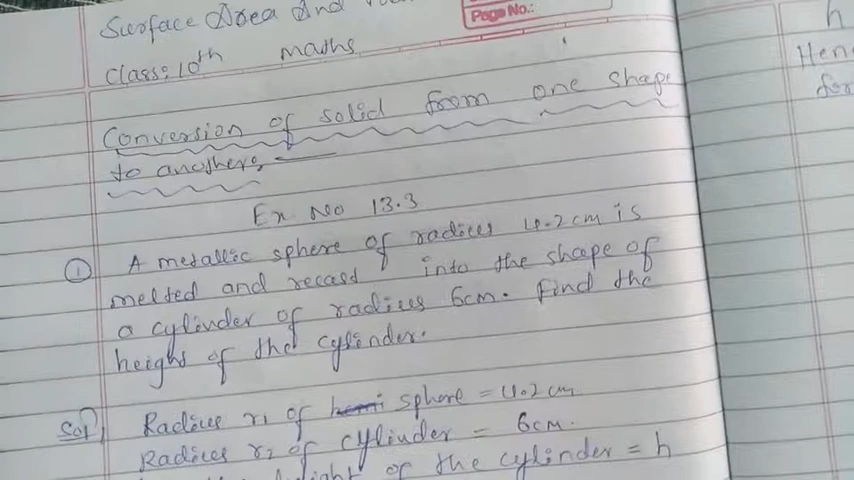 Surface Area And
Page No.:
Class: 10th maths
Conversion of solid from one shape
to another,
Ex No 13.3
① A metallic sphere of radius 4.2 cm is
melted and recast into the shape of
a cylinder of radius 6cm. Find the
height of the cylinder.
Sol, Radius r1 of sphere = 4.2 cm
Radius r2 of cylinder = 6cm.
of the cylinder = h
h
Hen
for